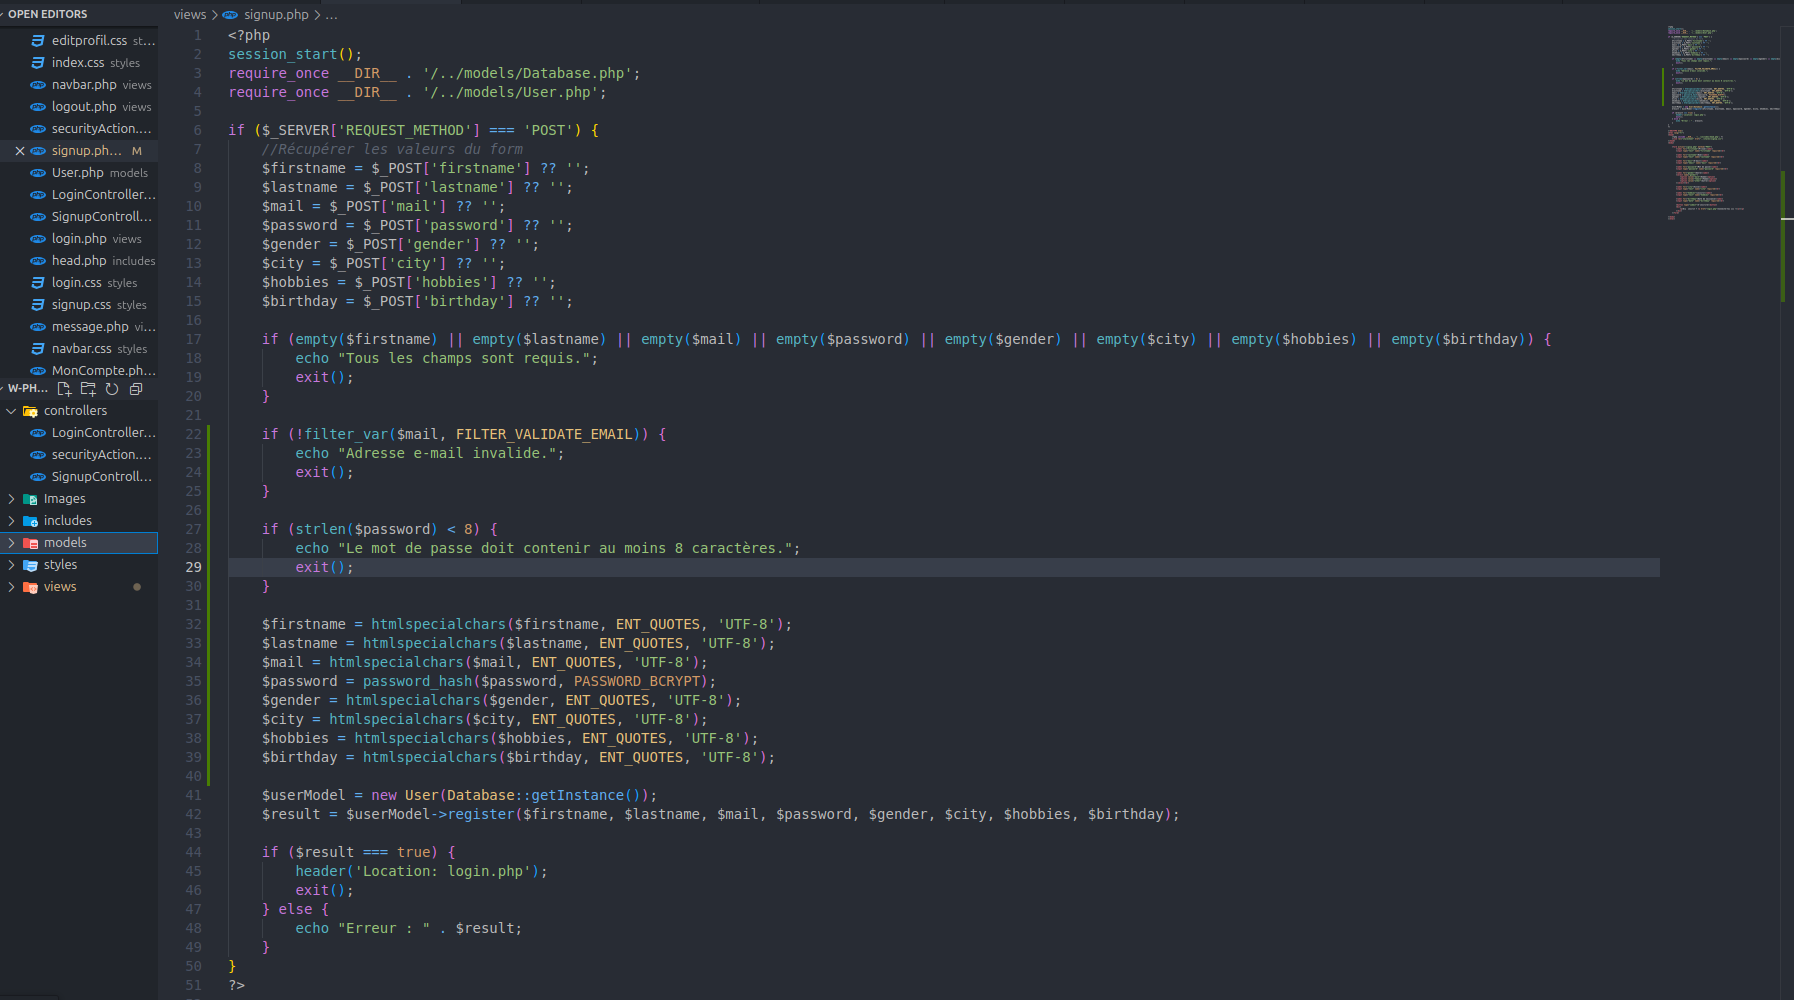 OPEN EDITORS
editprofil.css st...
index.css styles
navbar.php views
logout.php views
securityAction....
signup.ph... M
User.php models
LoginController...
SignupControll...
login.php views
head.php includes
login.css styles
signup.css styles
message.php vi...
navbar.css styles
MonCompte.ph...
W-PH...
controllers
LoginController...
securityAction....
SignupControll...
Images
includes
models
styles
views
views > signup.php > ...
1 <?php
2 session_start();
3 require_once __DIR__ . '/../models/Database.php';
4 require_once __DIR__ . '/../models/User.php';
5
6 if ($_SERVER['REQUEST_METHOD'] === 'POST') {
7 //Récupérer les valeurs du form
8 $firstname = $_POST['firstname'] ?? '';
9 $lastname = $_POST['lastname'] ?? '';
10 $mail = $_POST['mail'] ?? '';
11 $password = $_POST['password'] ?? '';
12 $gender = $_POST['gender'] ?? '';
13 $city = $_POST['city'] ?? '';
14 $hobbies = $_POST['hobbies'] ?? '';
15 $birthday = $_POST['birthday'] ?? '';
16
17 if (empty($firstname) || empty($lastname) || empty($mail) || empty($password) || empty($gender) || empty($city) || empty($hobbies) || empty($birthday)) {
18 echo "Tous les champs sont requis.";
19 exit();
20 }
21
22 if (!filter_var($mail, FILTER_VALIDATE_EMAIL)) {
23 echo "Adresse e-mail invalide.";
24 exit();
25 }
26
27 if (strlen($password) < 8) {
28 echo "Le mot de passe doit contenir au moins 8 caractères.";
29 exit();
30 }
31
32 $firstname = htmlspecialchars($firstname, ENT_QUOTES, 'UTF-8');
33 $lastname = htmlspecialchars($lastname, ENT_QUOTES, 'UTF-8');
34 $mail = htmlspecialchars($mail, ENT_QUOTES, 'UTF-8');
35 $password = password_hash($password, PASSWORD_BCRYPT);
36 $gender = htmlspecialchars($gender, ENT_QUOTES, 'UTF-8');
37 $city = htmlspecialchars($city, ENT_QUOTES, 'UTF-8');
38 $hobbies = htmlspecialchars($hobbies, ENT_QUOTES, 'UTF-8');
39 $birthday = htmlspecialchars($birthday, ENT_QUOTES, 'UTF-8');
40
41 $userModel = new User(Database::getInstance());
42 $result = $userModel->register($firstname, $lastname, $mail, $password, $gender, $city, $hobbies, $birthday);
43
44 if ($result === true) {
45 header('Location: login.php');
46 exit();
47 } else {
48 echo "Erreur : " . $result;
49 }
50 }
51 ?>